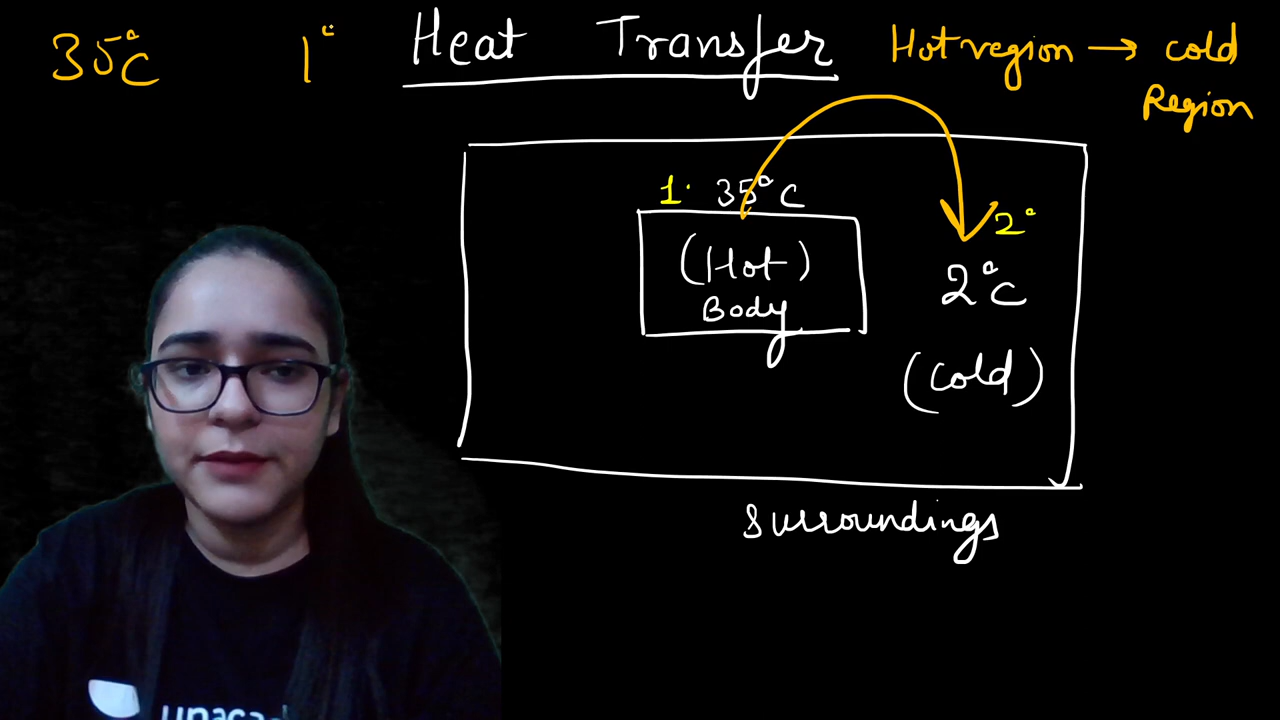 35°C 1° Heat Transfer Hot region → cold
Region
1. 35°C
(Hot)
Body
2°
2°C
(cold)
surroundings